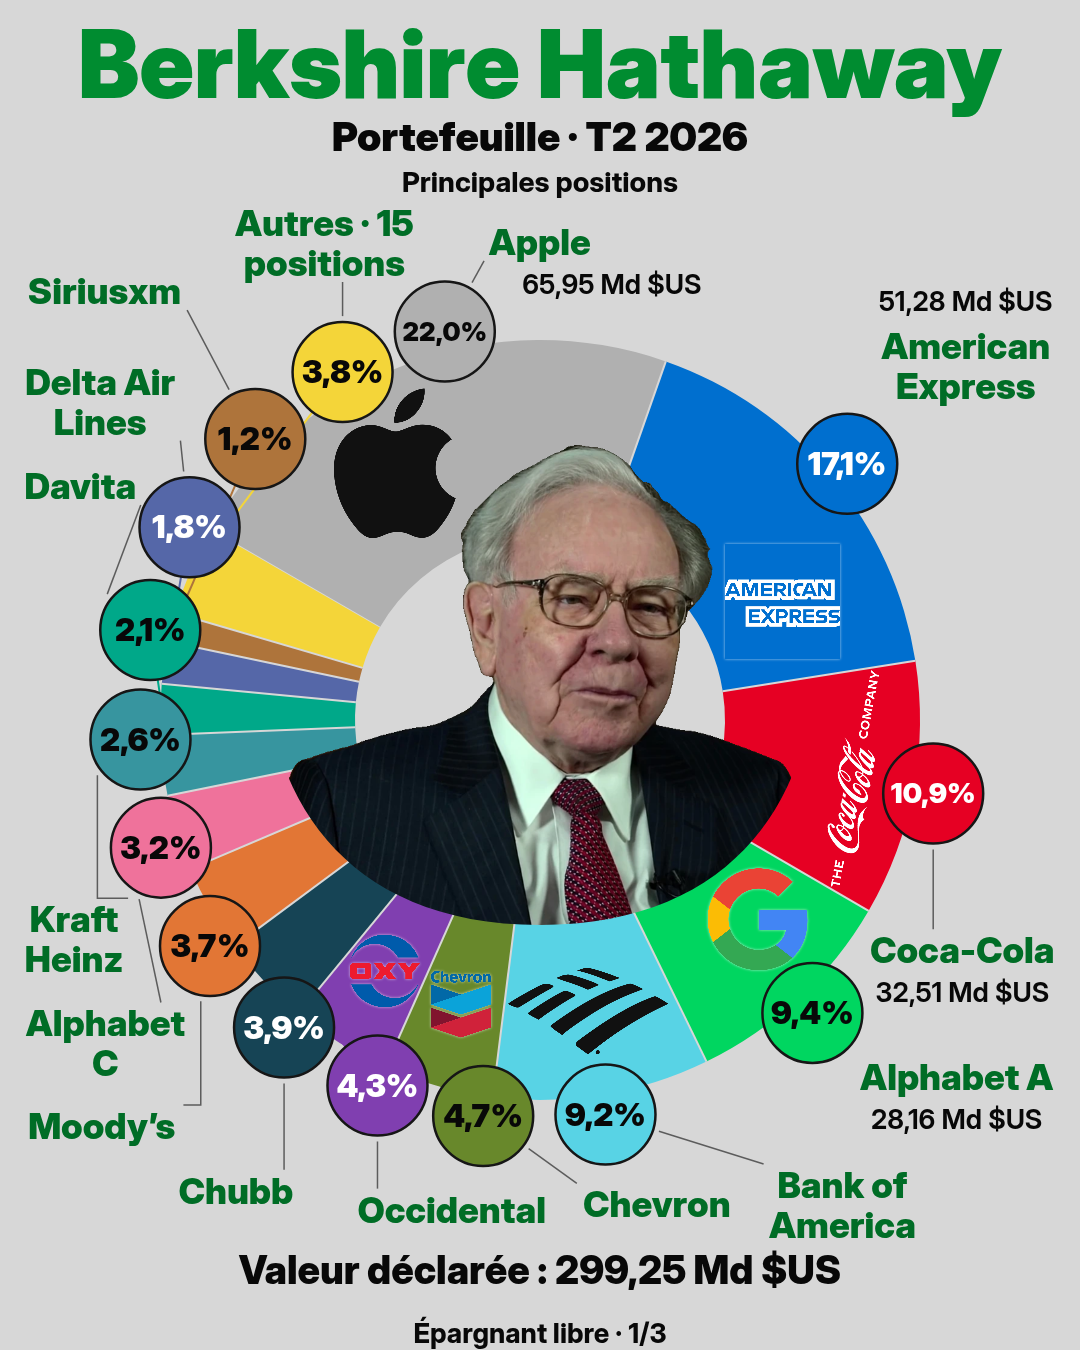 Berkshire Hathaway
Portefeuille · T2 2026
Principales positions
Autres · 15
positions
Apple
65,95 Md $US
Siriusxm
51,28 Md $US
American
Express
22,0%
3,8%
Delta Air
Lines
1,2%
17,1%
Davita
1,8%
AMERICAN
EXPRESS
2,1%
2,6%
THE Coca-Cola COMPANY
10,9%
3,2%
Kraft
Heinz
3,7%
Coca-Cola
32,51 Md $US
OXY
Chevron
Alphabet
C
3,9%
9,4%
4,3%
4,7%
9,2%
Alphabet A
28,16 Md $US
Moody’s
Chubb
Occidental
Chevron
Bank of
America
Valeur déclarée : 299,25 Md $US
Épargnant libre · 1/3